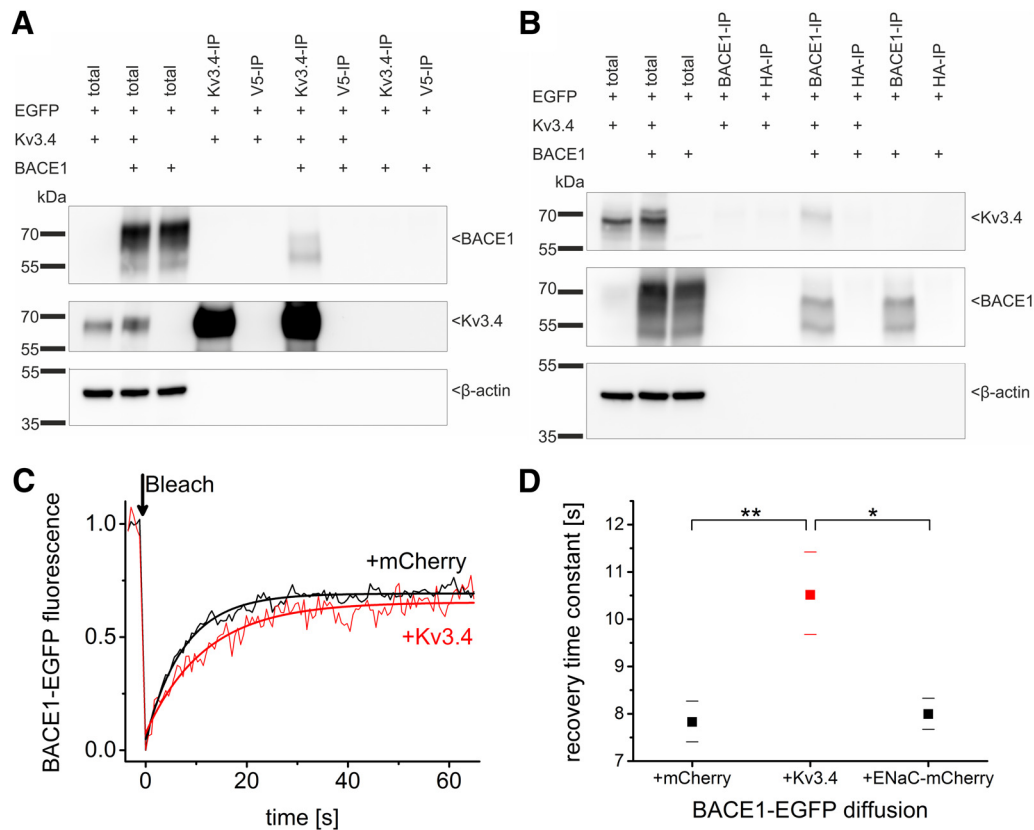 A
total total total Kv3.4-IP V5-IP Kv3.4-IP V5-IP Kv3.4-IP V5-IP
EGFP + + + + + + + + +
Kv3.4 + + + + + +
BACE1 + + + + + +
kDa
70
55
<BACE1
70
55
<Kv3.4
55
35
<β-actin
B
total total total BACE1-IP HA-IP BACE1-IP HA-IP BACE1-IP HA-IP
EGFP + + + + + + + + +
Kv3.4 + + + + + +
BACE1 + + + + + +
kDa
70
55
<Kv3.4
70
55
<BACE1
55
35
<β-actin
C
Bleach
BACE1-EGFP fluorescence
1.0
0.5
0.0
+mCherry
+Kv3.4
0 20 40 60
time [s]
D
recovery time constant [s]
12
11
10
9
8
7
** *
+mCherry +Kv3.4 +ENaC-mCherry
BACE1-EGFP diffusion